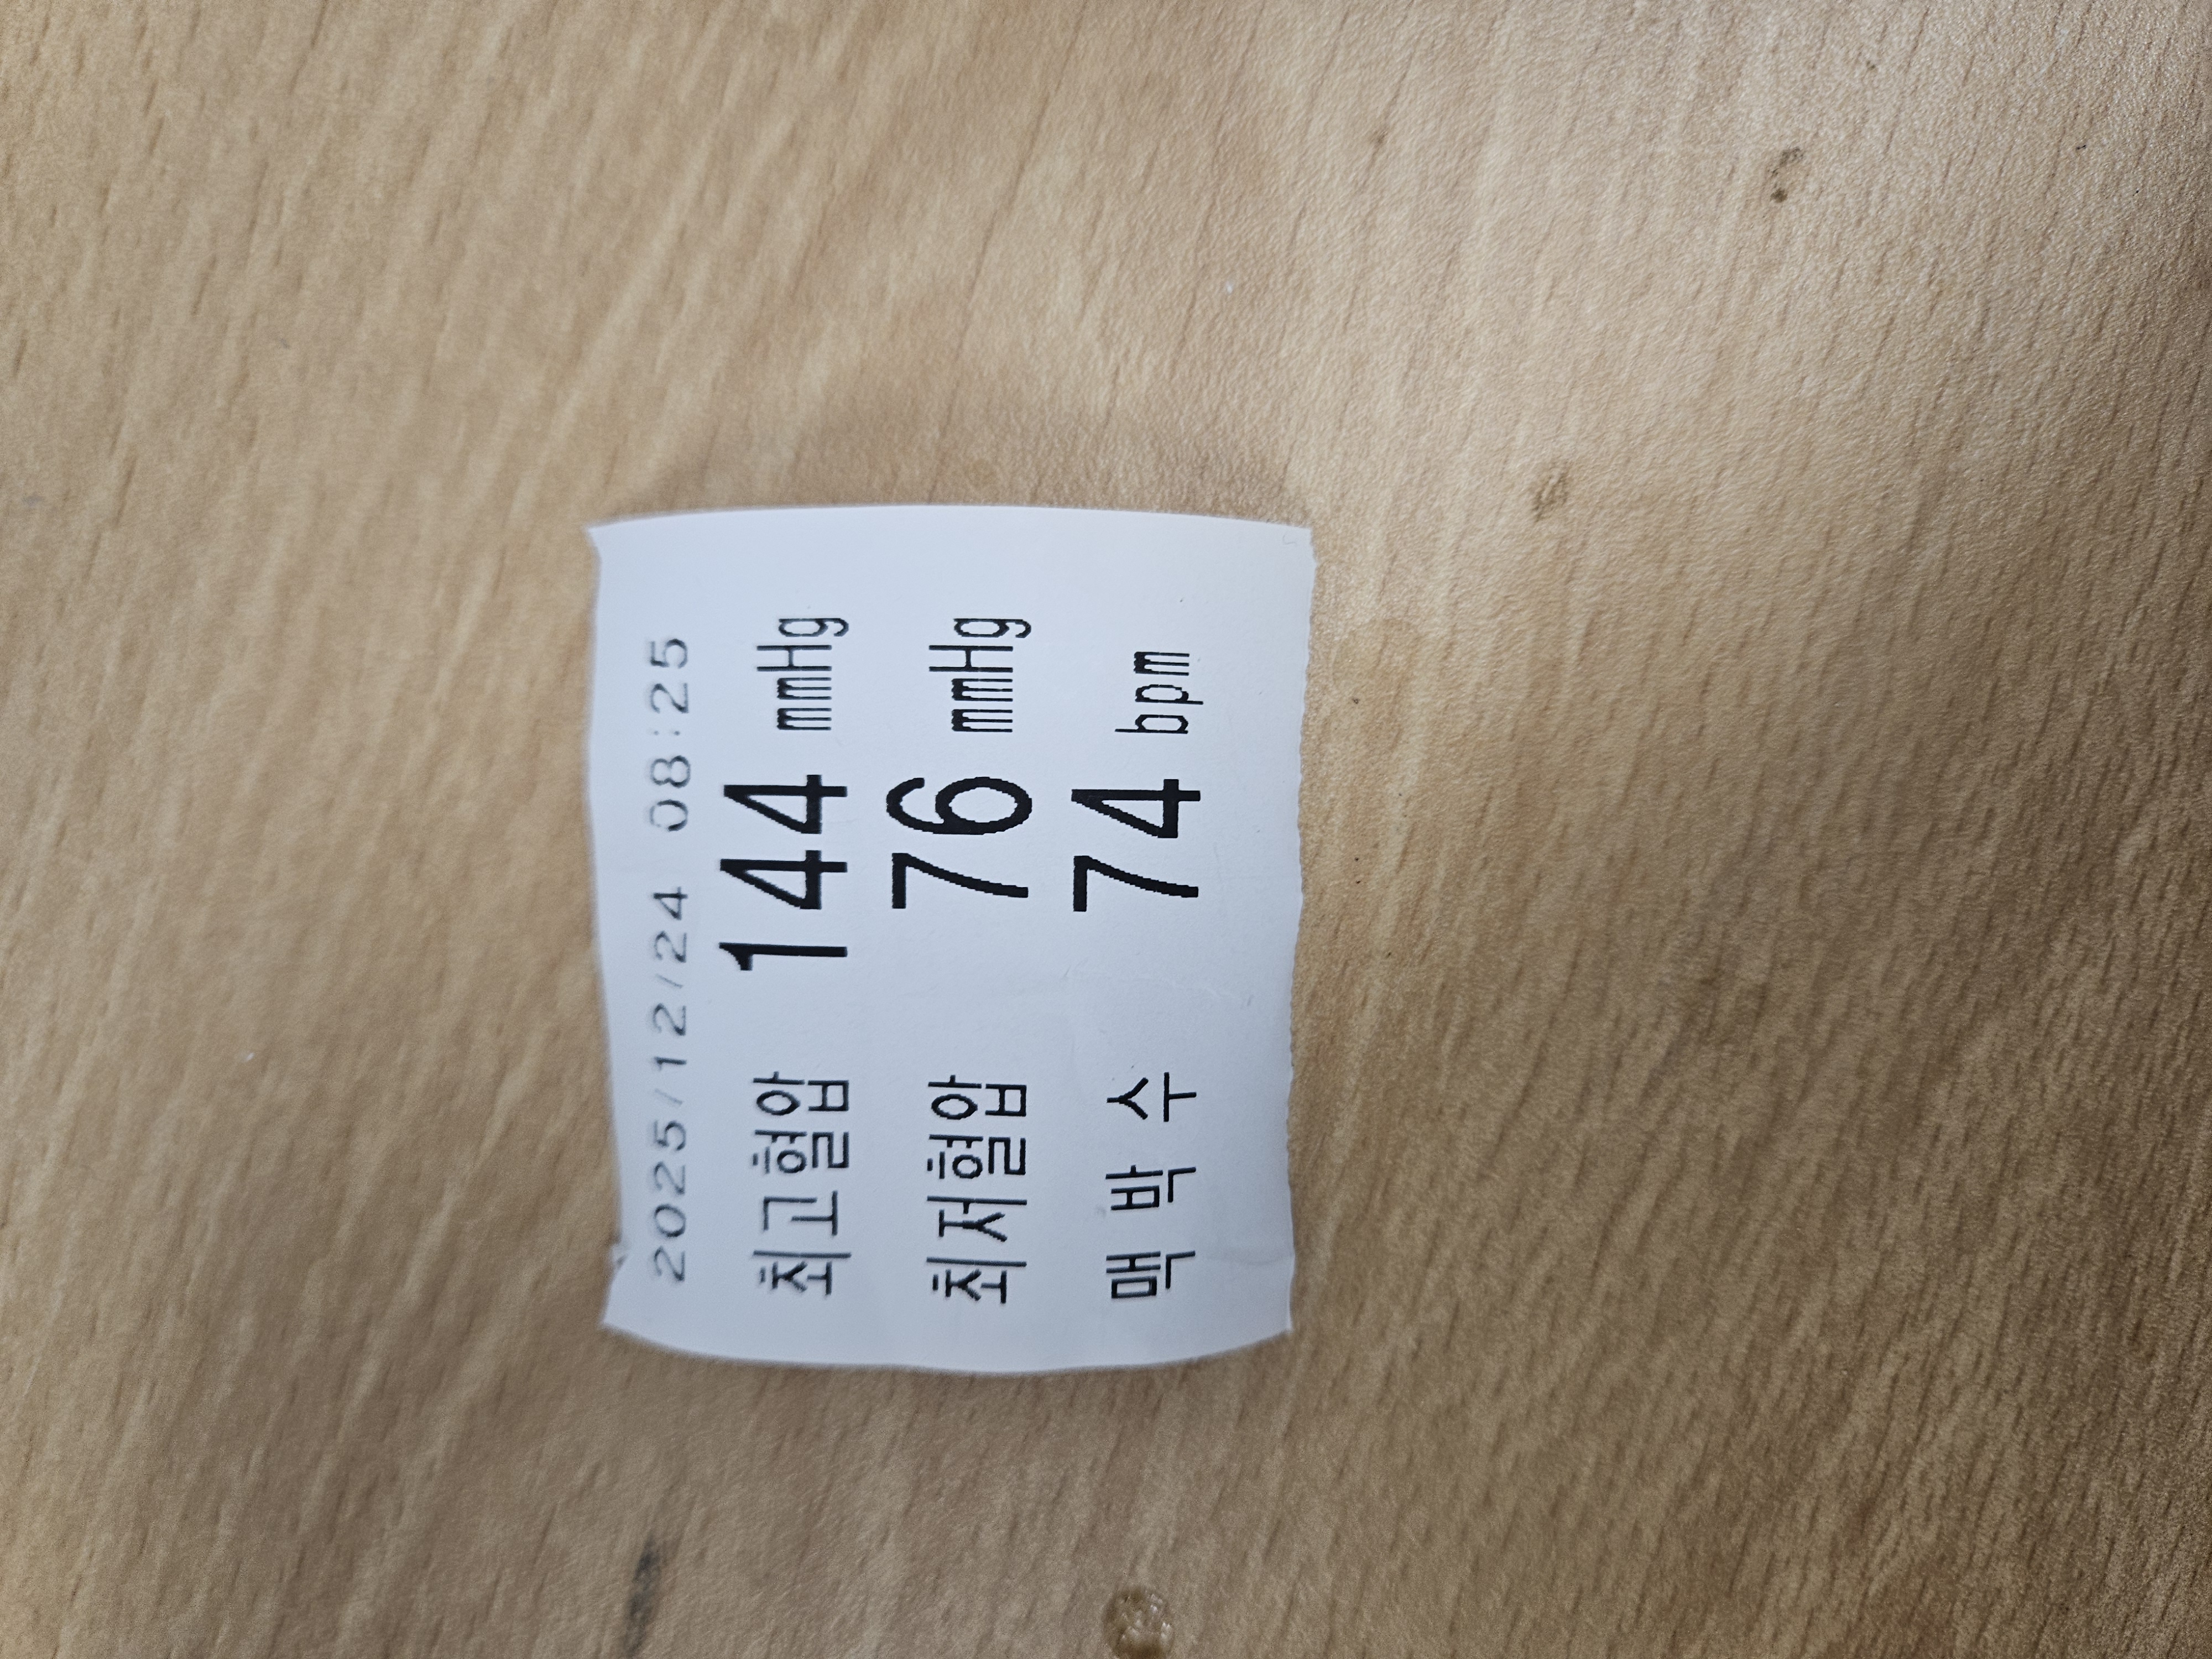 2025/12/24 08:25
최고혈압 144 mmHg
최저혈압 76 mmHg
맥 박 수 74 bpm